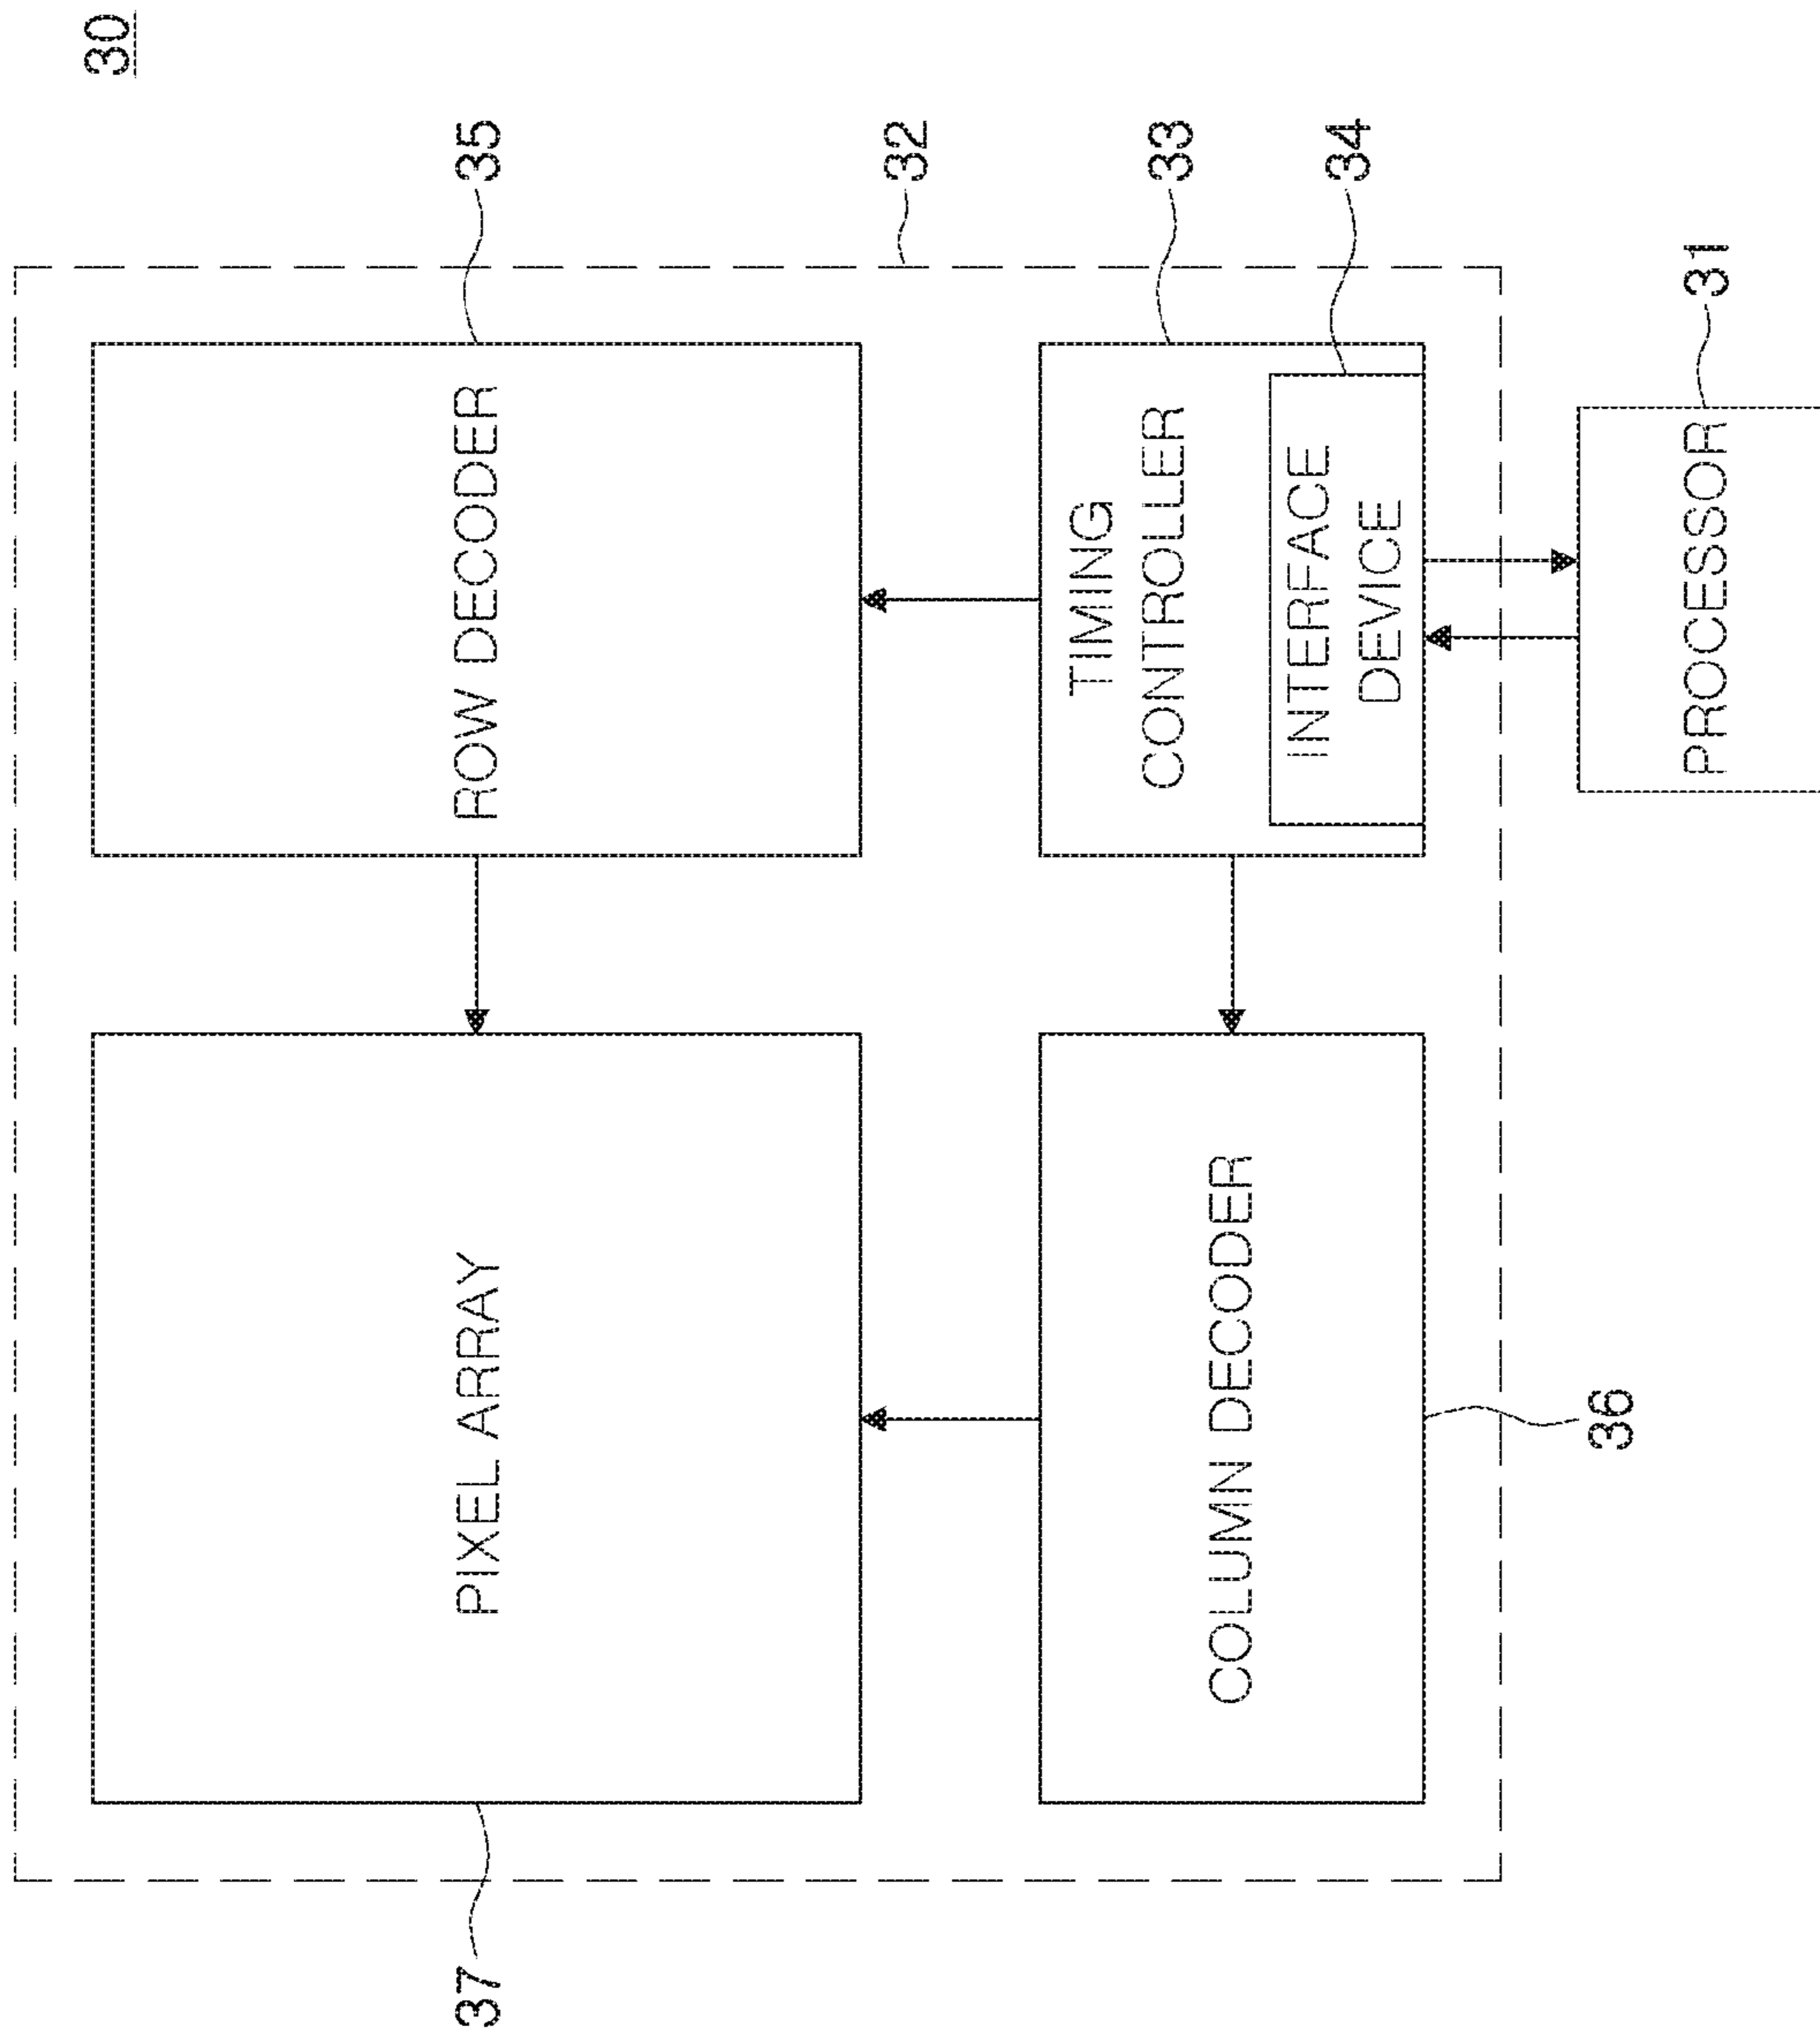 30
37
PIXEL ARRAY
ROW DECODER
35
32
TIMING
CONTROLLER
33
COLUMN DECODER
INTERFACE
DEVICE
34
36
PROCESSOR
31